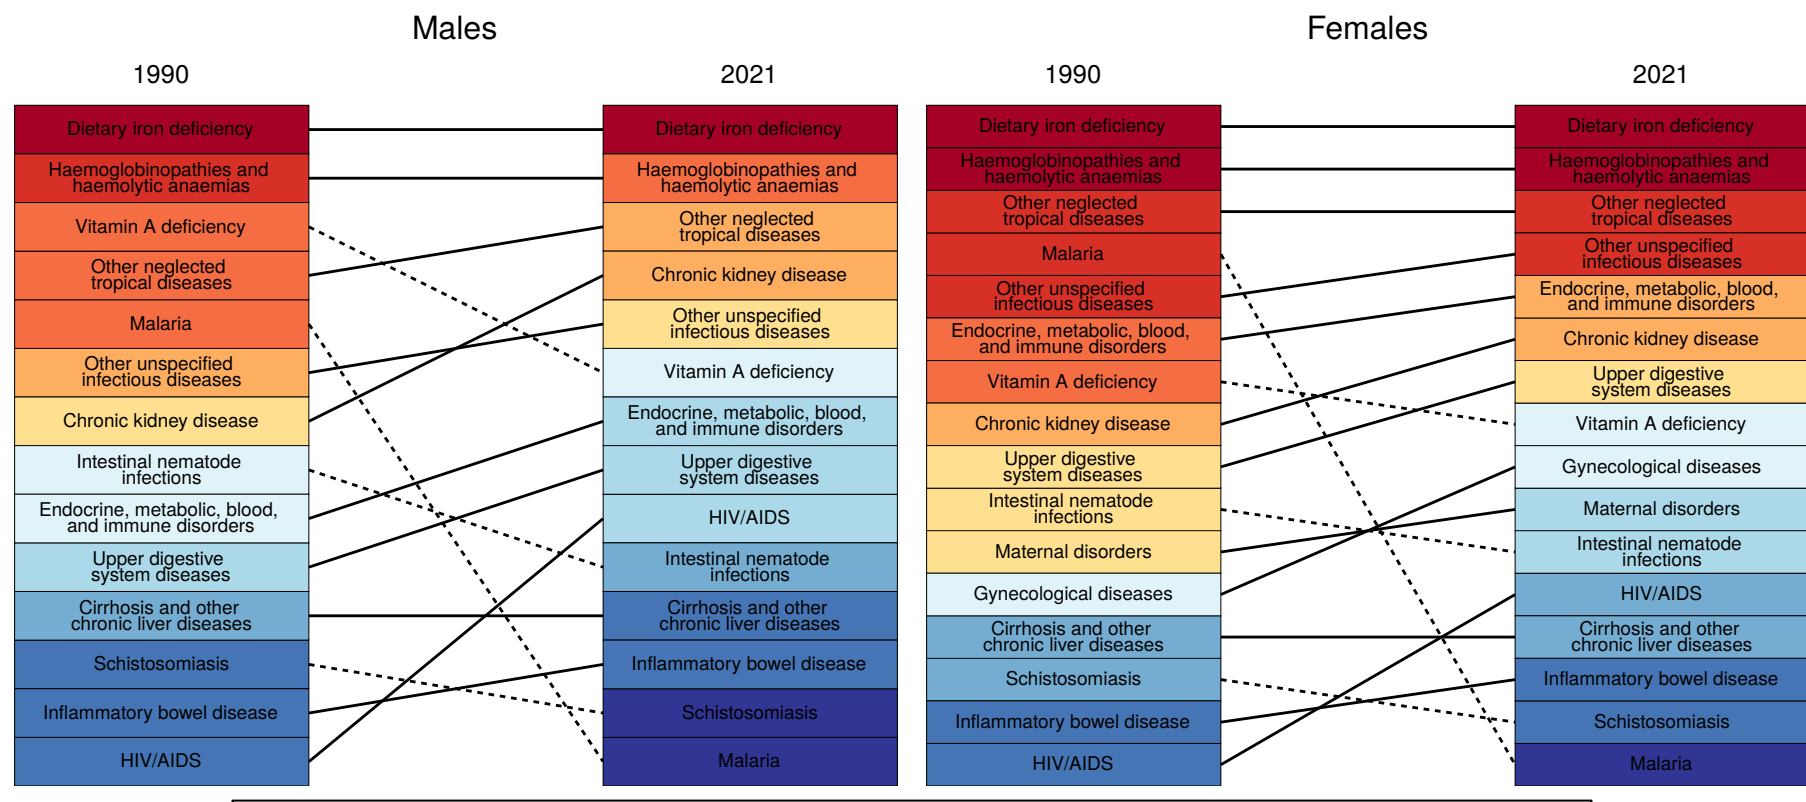 Males
1990
2021
Dietary iron deficiency
Haemoglobinopathies and
haemolytic anaemias
Vitamin A deficiency
Other neglected
tropical diseases
Malaria
Other unspecified
infectious diseases
Chronic kidney disease
Intestinal nematode
infections
Endocrine, metabolic, blood,
and immune disorders
Upper digestive
system diseases
Cirrhosis and other
chronic liver diseases
Schistosomiasis
Inflammatory bowel disease
HIV/AIDS
Dietary iron deficiency
Haemoglobinopathies and
haemolytic anaemias
Other neglected
tropical diseases
Chronic kidney disease
Other unspecified
infectious diseases
Vitamin A deficiency
Endocrine, metabolic, blood,
and immune disorders
Upper digestive
system diseases
HIV/AIDS
Intestinal nematode
infections
Cirrhosis and other
chronic liver diseases
Inflammatory bowel disease
Schistosomiasis
Malaria
Females
1990
2021
Dietary iron deficiency
Haemoglobinopathies and
haemolytic anaemias
Other neglected
tropical diseases
Malaria
Other unspecified
infectious diseases
Endocrine, metabolic, blood,
and immune disorders
Vitamin A deficiency
Chronic kidney disease
Upper digestive
system diseases
Intestinal nematode
infections
Maternal disorders
Gynecological diseases
Cirrhosis and other
chronic liver diseases
Schistosomiasis
Inflammatory bowel disease
HIV/AIDS
Dietary iron deficiency
Haemoglobinopathies and
haemolytic anaemias
Other neglected
tropical diseases
Other unspecified
infectious diseases
Endocrine, metabolic, blood,
and immune disorders
Chronic kidney disease
Upper digestive
system diseases
Vitamin A deficiency
Gynecological diseases
Maternal disorders
Intestinal nematode
infections
HIV/AIDS
Cirrhosis and other
chronic liver diseases
Inflammatory bowel disease
Schistosomiasis
Malaria